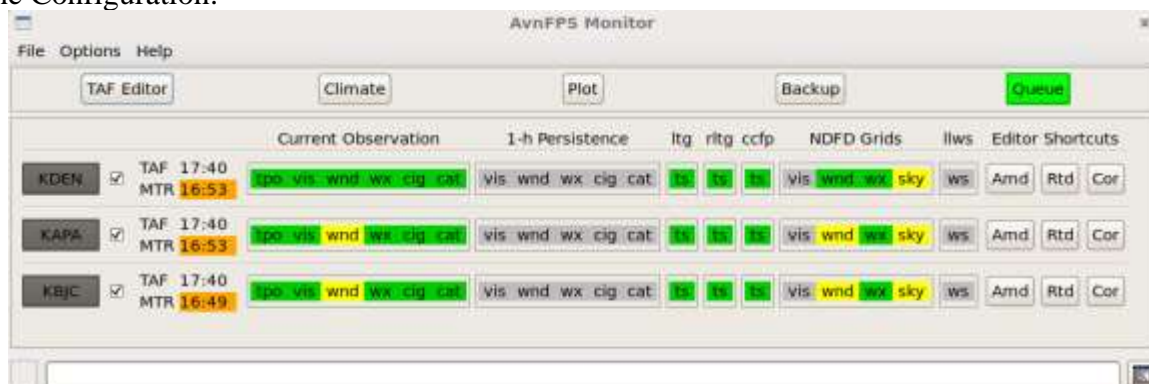 ne Configuration.
AvnFPS Monitor
File Options Help
TAF Editor Climate Plot Backup Queue
Current Observation 1-h Persistence ltg rltg ccfp NDFD Grids llws Editor Shortcuts
KDEN TAF 17:40 tpo vis wnd wx cig cat vis wnd wx cig cat ts ts ts vis wnd wx sky ws Amd Rtd Cor
MTR 16:53
KAPA TAF 17:40 tpo vis wnd wx cig cat vis wnd wx cig cat ts ts ts vis wnd wx sky ws Amd Rtd Cor
MTR 16:53
KBJC TAF 17:40 tpo vis wnd wx cig cat vis wnd wx cig cat ts ts ts vis wnd wx sky ws Amd Rtd Cor
MTR 16:49